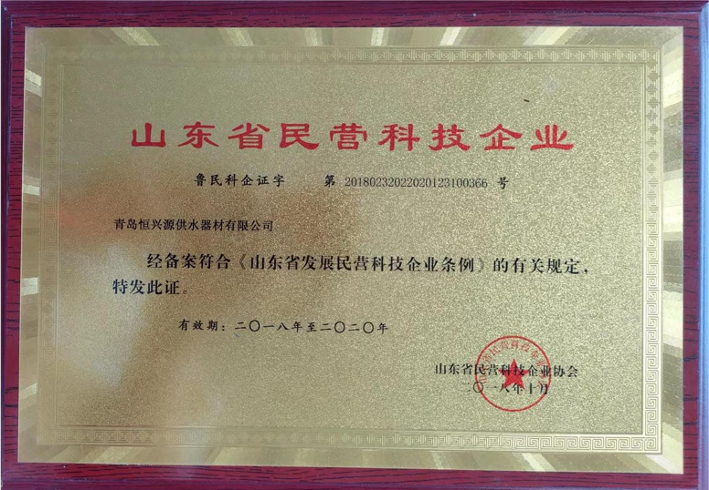 山东省民营科技企业
鲁民科企证字 第 20180232022020123100366 号
青岛恒兴源供水器材有限公司
经备案符合《山东省发展民营科技企业条例》的有关规定,
特发此证。
有效期:二〇一八年至二〇二〇年
山东省民营科技企业协会
二〇一八年十月